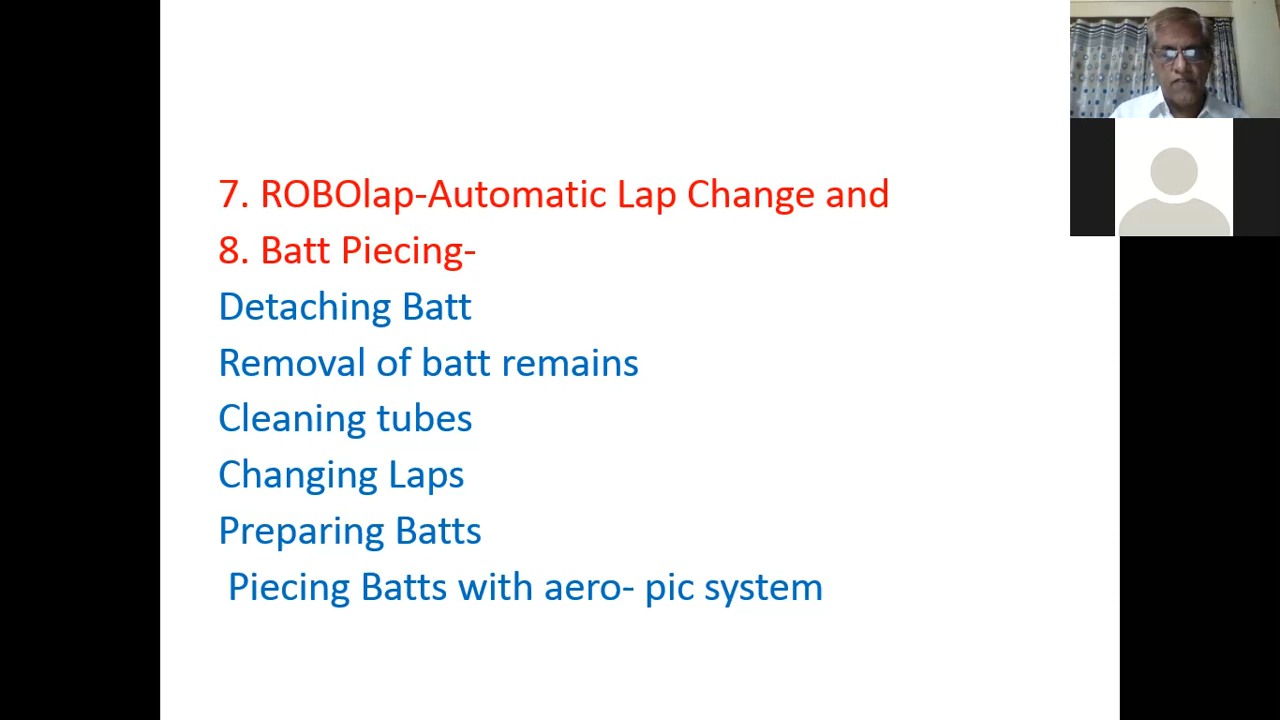 7. ROBOlap-Automatic Lap Change and
8. Batt Piecing-
Detaching Batt
Removal of batt remains
Cleaning tubes
Changing Laps
Preparing Batts
Piecing Batts with aero- pic system